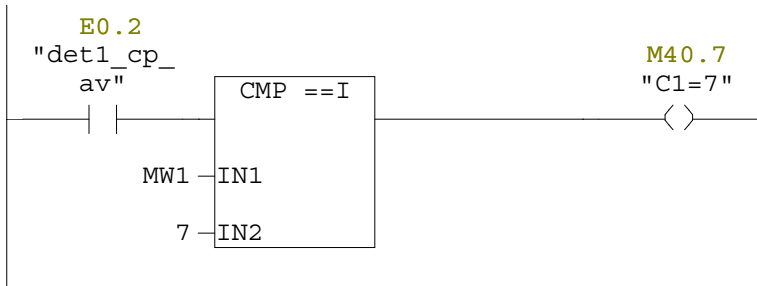 E0.2
"det1_cp_
av"
CMP ==I
M40.7
"C1=7"
MW1
IN1
7
IN2